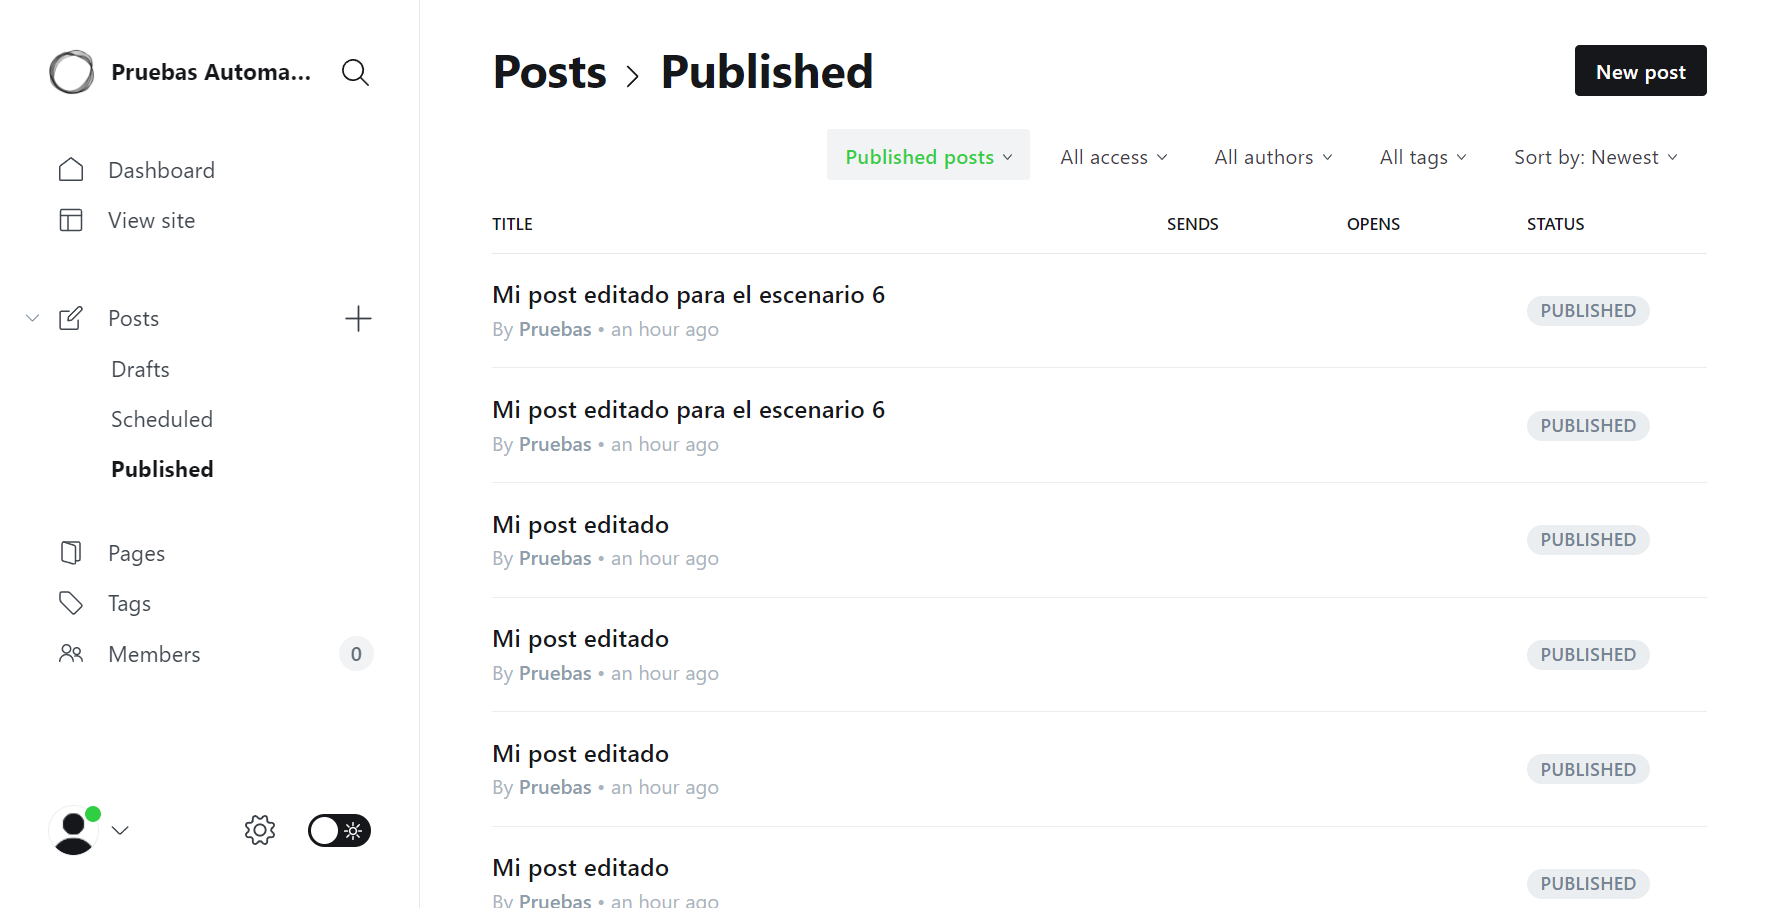 Pruebas Automa...
Dashboard
View site
Posts
Drafts
Scheduled
Published
Pages
Tags
Members 0
Posts > Published
New post
Published posts All access All authors All tags Sort by: Newest
TITLE SENDS OPENS STATUS
Mi post editado para el escenario 6
By Pruebas • an hour ago
PUBLISHED
Mi post editado para el escenario 6
By Pruebas • an hour ago
PUBLISHED
Mi post editado
By Pruebas • an hour ago
PUBLISHED
Mi post editado
By Pruebas • an hour ago
PUBLISHED
Mi post editado
By Pruebas • an hour ago
PUBLISHED
Mi post editado
By Pruebas • an hour ago
PUBLISHED